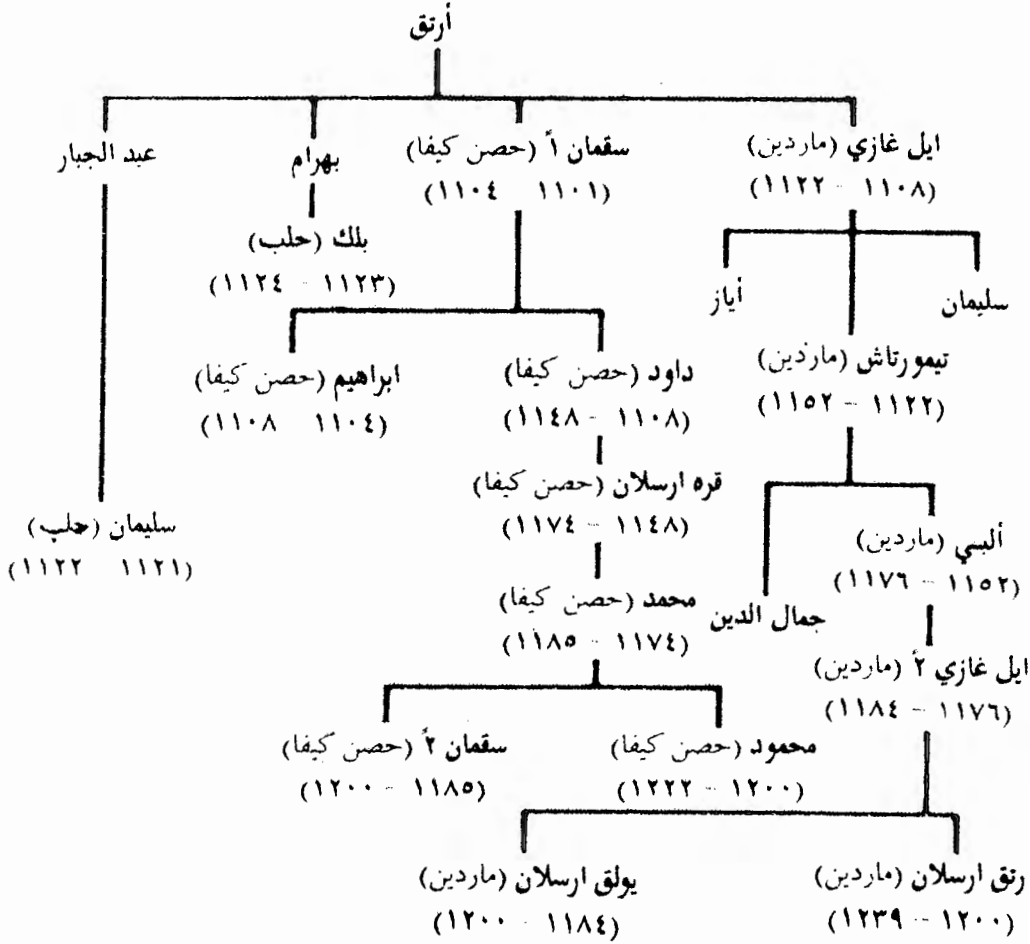 أرتق
ايل غازي (ماردين)
(١١٠٨ - ١١٢٢)
سقمان أ (حصن كيفا)
(١١٠١ ١١٠٤)
بهرام
عبد الجبار
بلك (حلب)
(١١٢٣ - ١١٢٤)
سليمان
أياز
تيمورتاش (ماردين)
(١١٢٢ - ١١٥٢)
داود (حصن كيفا)
(١١٠٨ - ١١٤٨)
ابراهيم (حصن كيفا)
(١١٠٤ ١١٠٨)
قره ارسلان (حصن كيفا)
(١١٤٨ - ١١٧٤)
سليمان (حلب)
(١١٢١ ١١٢٢)
ألبسي (ماردين)
(١١٥٢ - ١١٧٦)
جمال الدين
محمد (حصن كيفا)
(١١٧٤ - ١١٨٥)
ايل غازي ٢ (ماردين)
(١١٧٦ - ١١٨٤)
محمود (حصن كيفا)
(١٢٠٠ - ١٢٢٢)
سقمان ٢ (حصن كيفا)
(١١٨٥ - ١٢٠٠)
رتق ارسلان (ماردين)
(١٢٠٠ - ١٢٣٩)
يولق ارسلان (ماردين)
(١١٨٤ - ١٢٠٠)